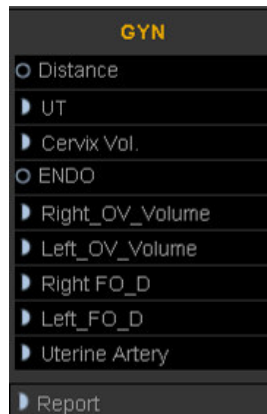 GYN
Distance
UT
Cervix Vol.
ENDO
Right_OV_Volume
Left_OV_Volume
Right FO_D
Left_FO_D
Uterine Artery
Report